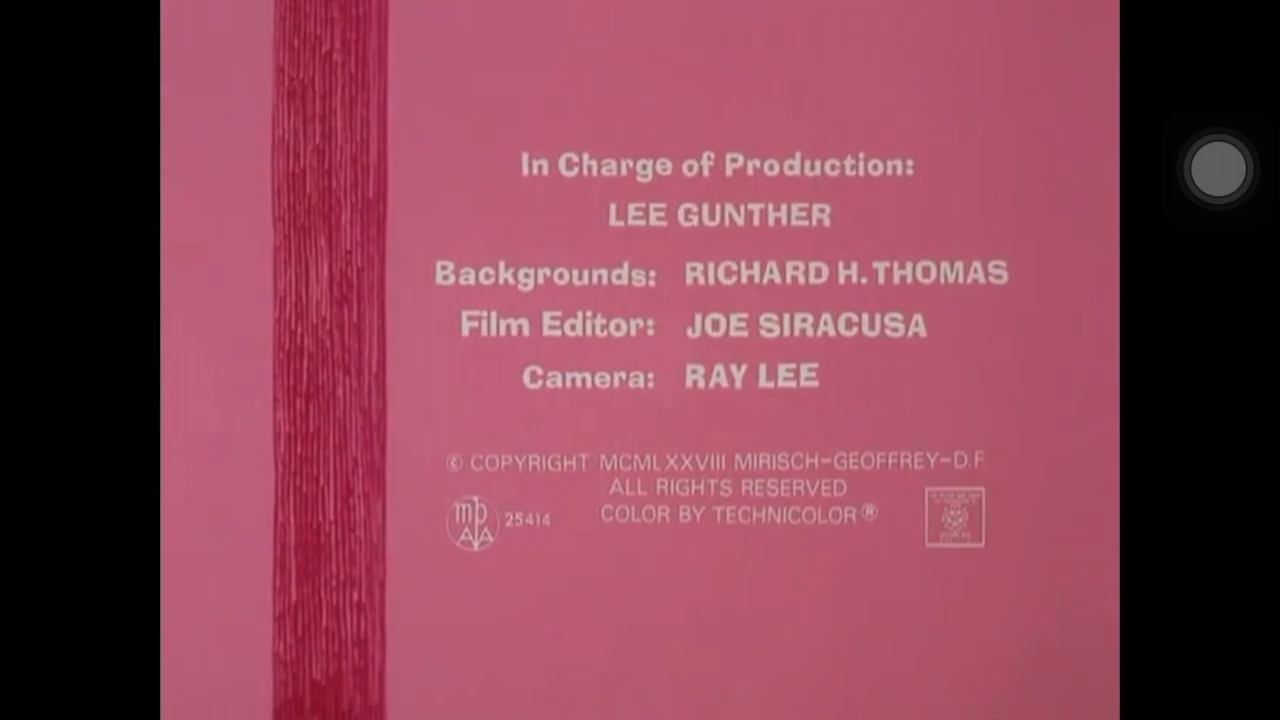 In Charge of Production:
LEE GUNTHER
Backgrounds: RICHARD H. THOMAS
Film Editor: JOE SIRACUSA
Camera: RAY LEE
© COPYRIGHT MCMLXXVIII MIRISCH-GEOFFREY-D.F
ALL RIGHTS RESERVED
COLOR BY TECHNICOLOR®
mpAA 25414